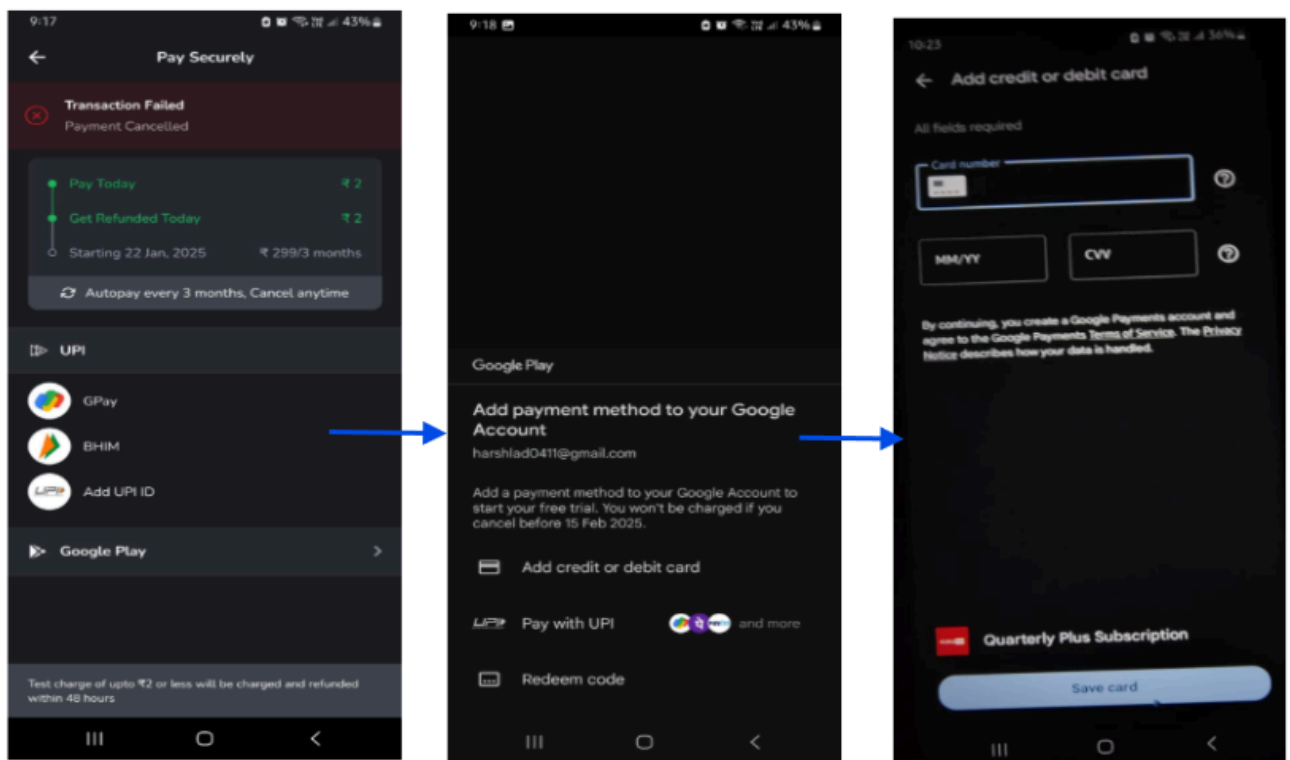 9:17
43%
Pay Securely
Transaction Failed
Payment Cancelled
Pay Today ₹ 2
Get Refunded Today ₹ 2
Starting 22 Jan, 2025 ₹ 299/3 months
Autopay every 3 months, Cancel anytime
UPI
GPay
BHIM
UPI Add UPI ID
Google Play
Test charge of upto ₹2 or less will be charged and refunded
within 48 hours
9:18
43%
Google Play
Add payment method to your Google
Account
harshlad0411@gmail.com
Add a payment method to your Google Account to
start your free trial. You won't be charged if you
cancel before 15 Feb 2025.
Add credit or debit card
UPI Pay with UPI and more
Redeem code
10:23
36%
Add credit or debit card
All fields required
Card number
MM/YY
CVV
By continuing, you create a Google Payments account and
agree to the Google Payments Terms of Service. The Privacy
Notice describes how your data is handled.
Quarterly Plus Subscription
Save card